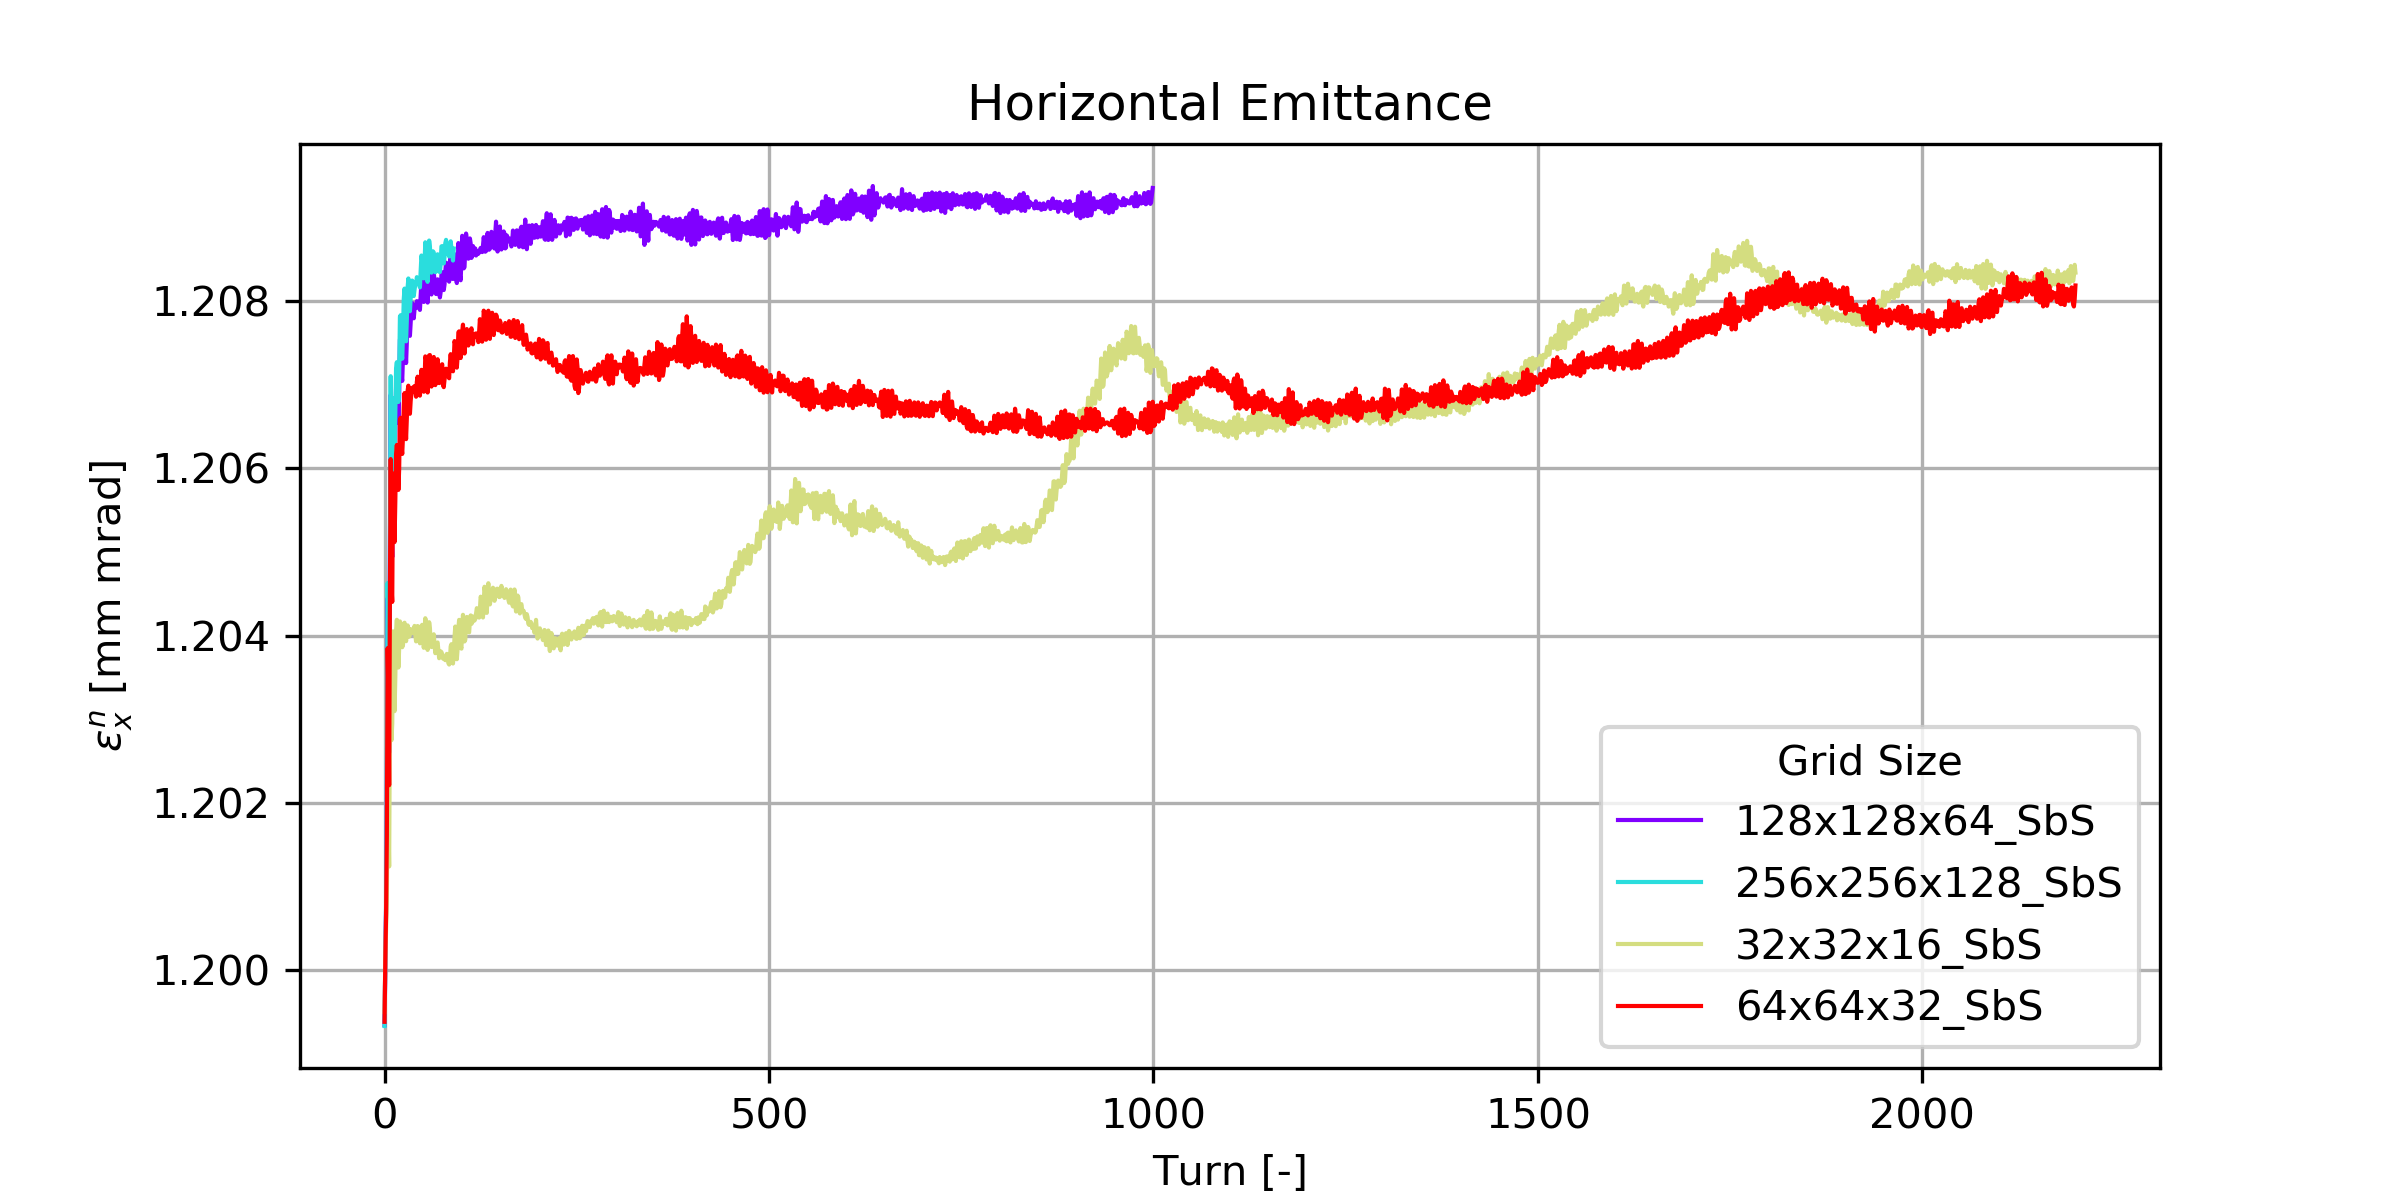 Horizontal Emittance
ε_x^n [mm mrad]
1.208
1.206
1.204
1.202
1.200
0 500 1000 1500 2000
Turn [-]
Grid Size
128x128x64_SbS
256x256x128_SbS
32x32x16_SbS
64x64x32_SbS